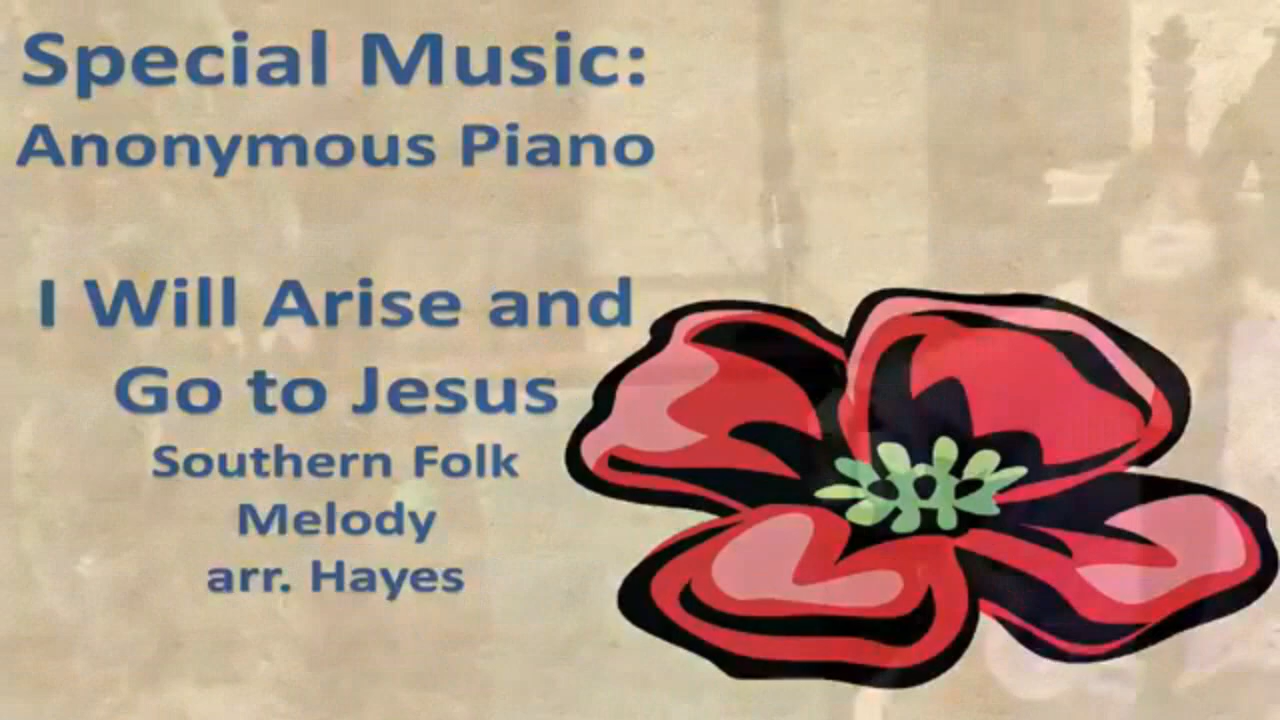 Special Music:
Anonymous Piano
I Will Arise and
Go to Jesus
Southern Folk
Melody
arr. Hayes